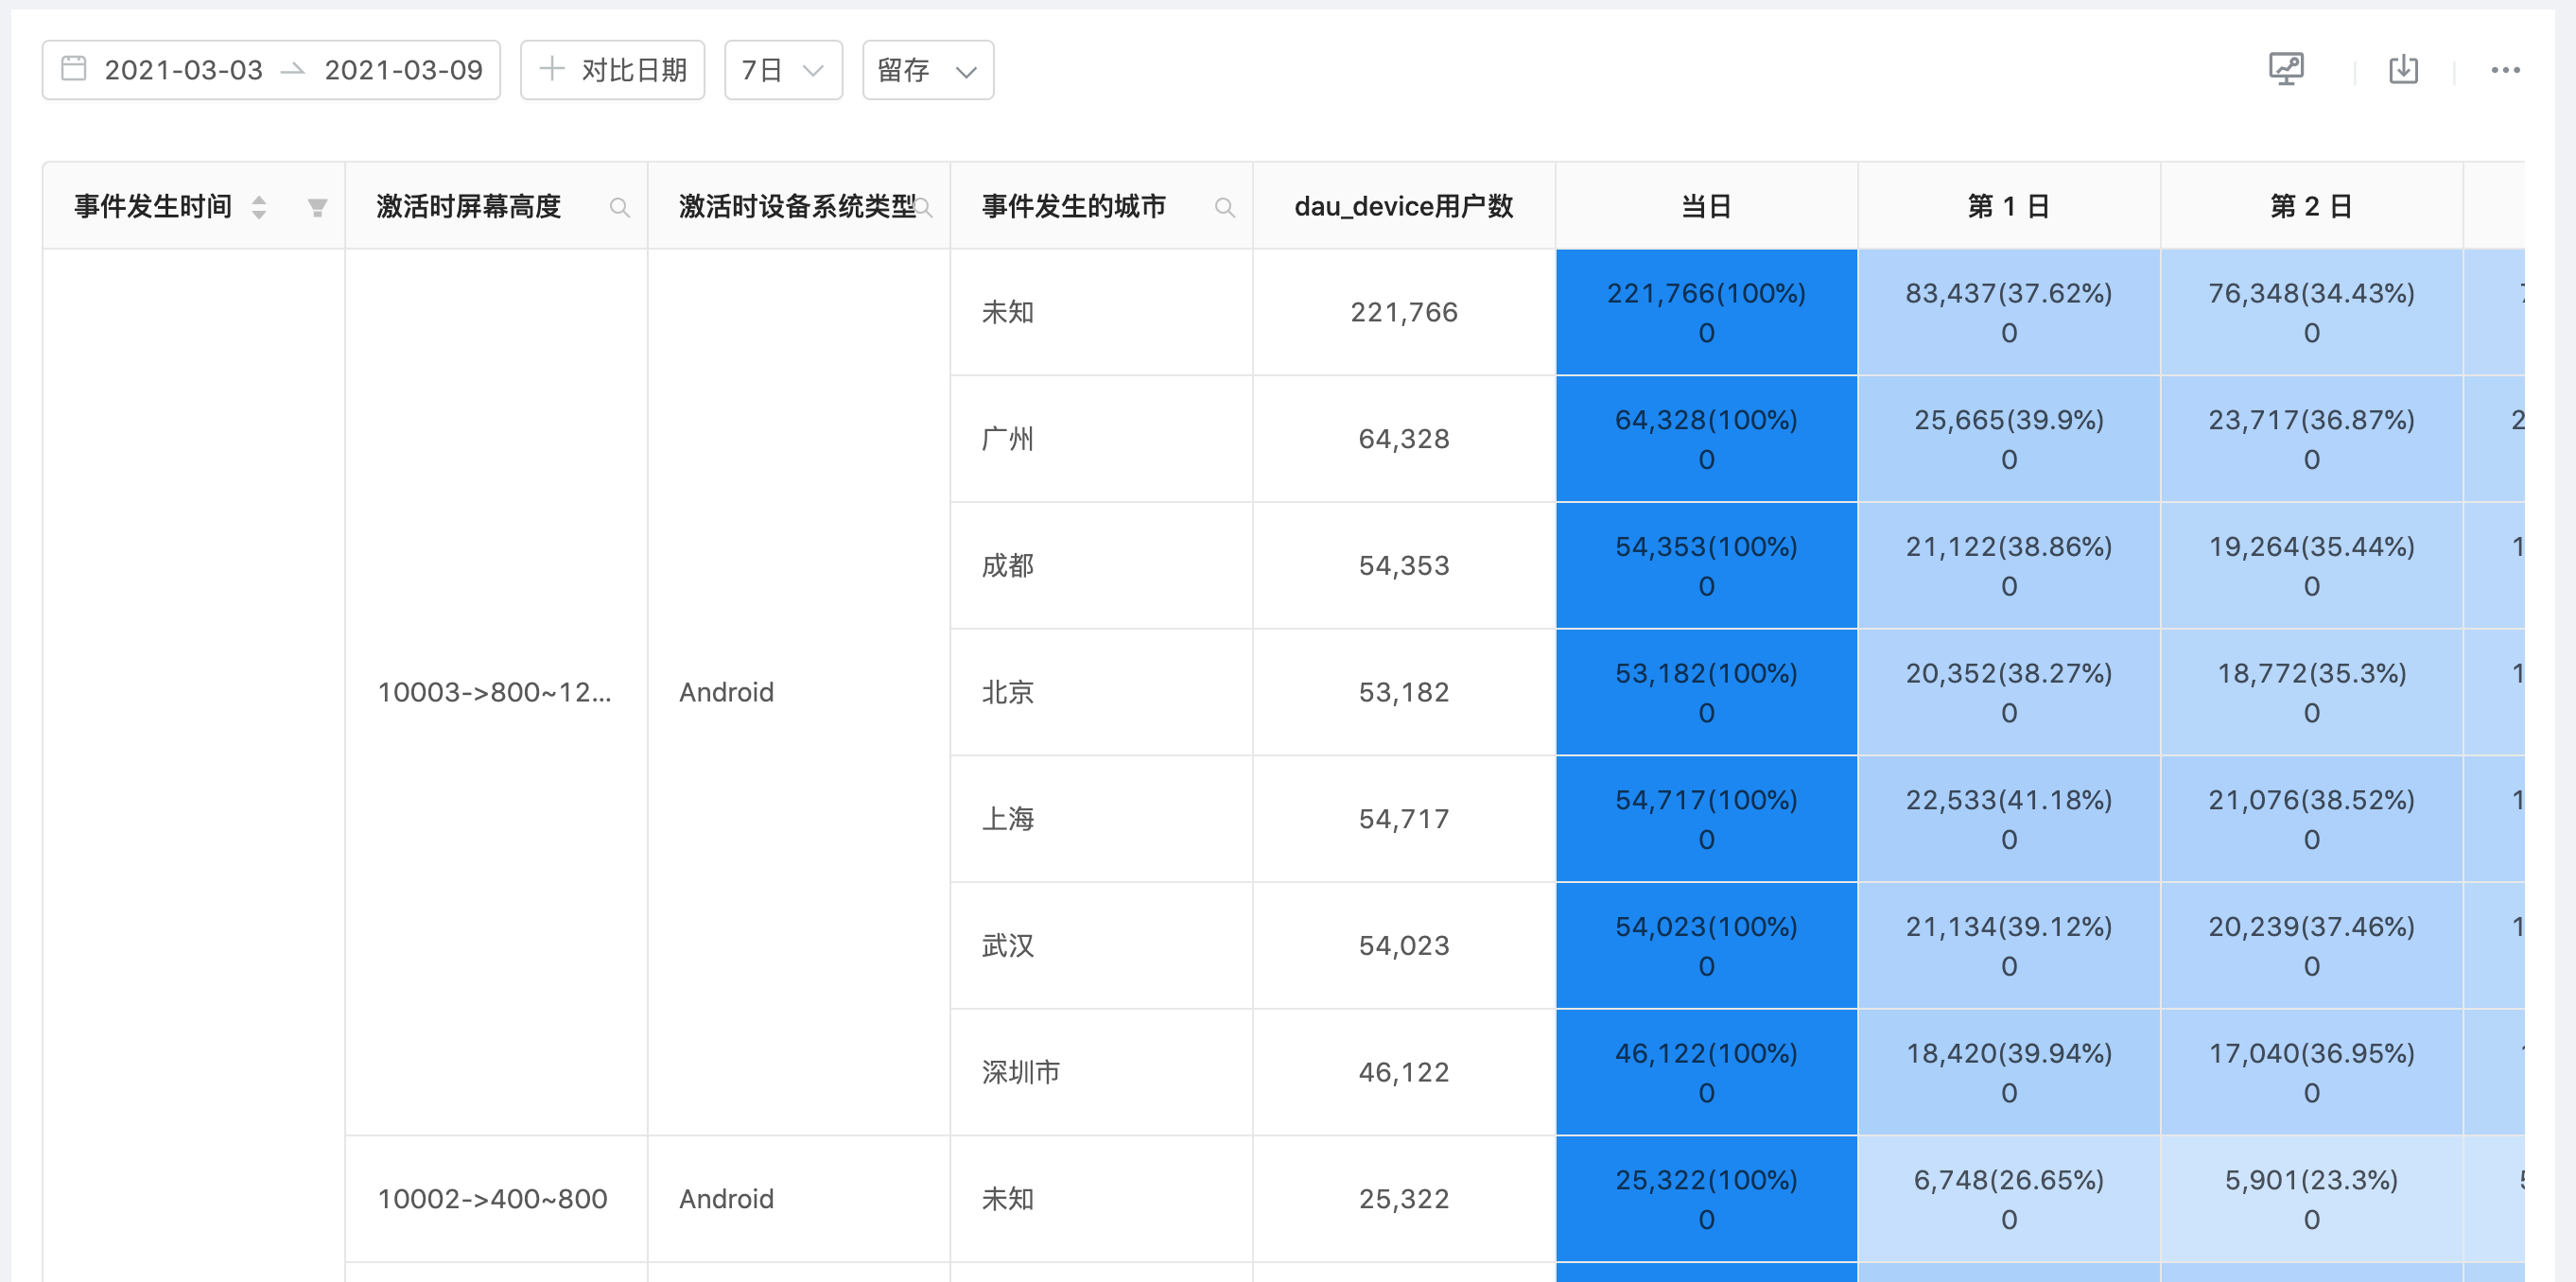 2021-03-03 → 2021-03-09 + 对比日期 7日 留存
事件发生时间 激活时屏幕高度 激活时设备系统类型 事件发生的城市 dau_device用户数 当日 第 1 日 第 2 日
未知 221,766 221,766(100%) 83,437(37.62%) 76,348(34.43%)
0 0 0
广州 64,328 64,328(100%) 25,665(39.9%) 23,717(36.87%) 2
0 0 0
成都 54,353 54,353(100%) 21,122(38.86%) 19,264(35.44%) 1
0 0 0
10003->800~12... Android 北京 53,182 53,182(100%) 20,352(38.27%) 18,772(35.3%) 1
0 0 0
上海 54,717 54,717(100%) 22,533(41.18%) 21,076(38.52%) 1
0 0 0
武汉 54,023 54,023(100%) 21,134(39.12%) 20,239(37.46%) 1
0 0 0
深圳市 46,122 46,122(100%) 18,420(39.94%) 17,040(36.95%)
0 0 0
10002->400~800 Android 未知 25,322 25,322(100%) 6,748(26.65%) 5,901(23.3%)
0 0 0